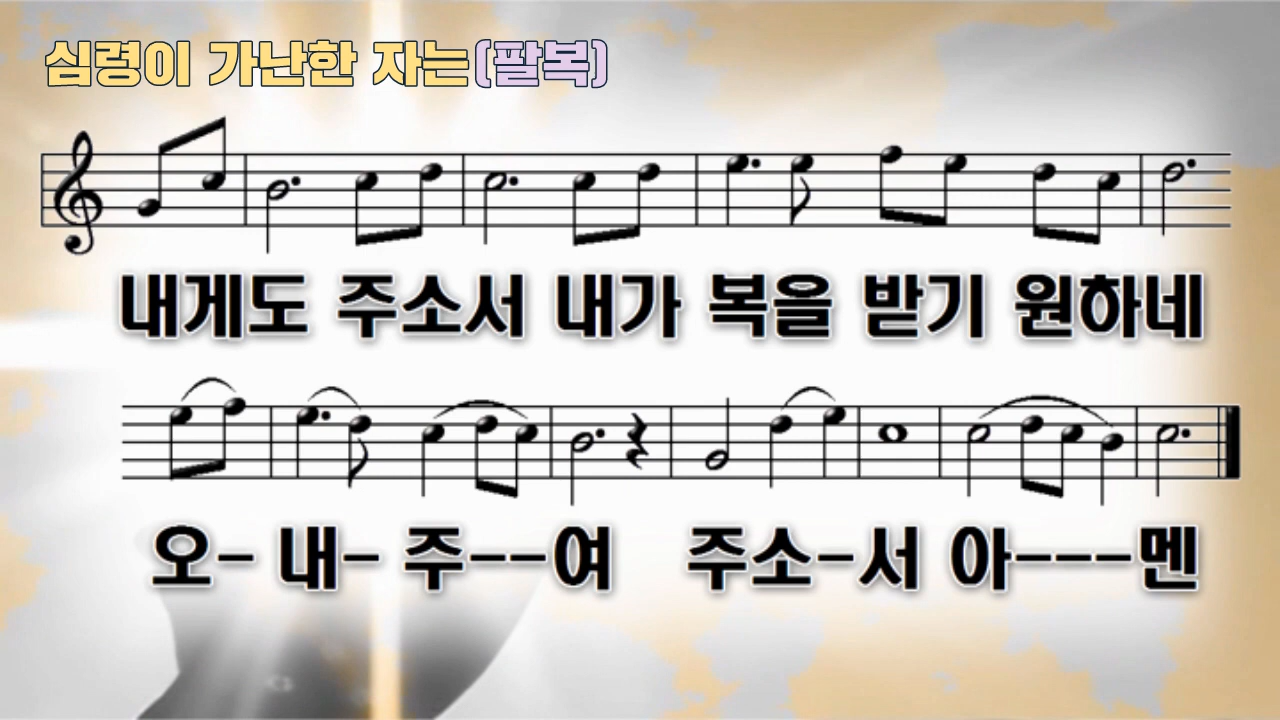 심령이 가난한 자는(팔복)
내게도 주소서 내가 복을 받기 원하네
오- 내- 주--여 주소-서 아---멘